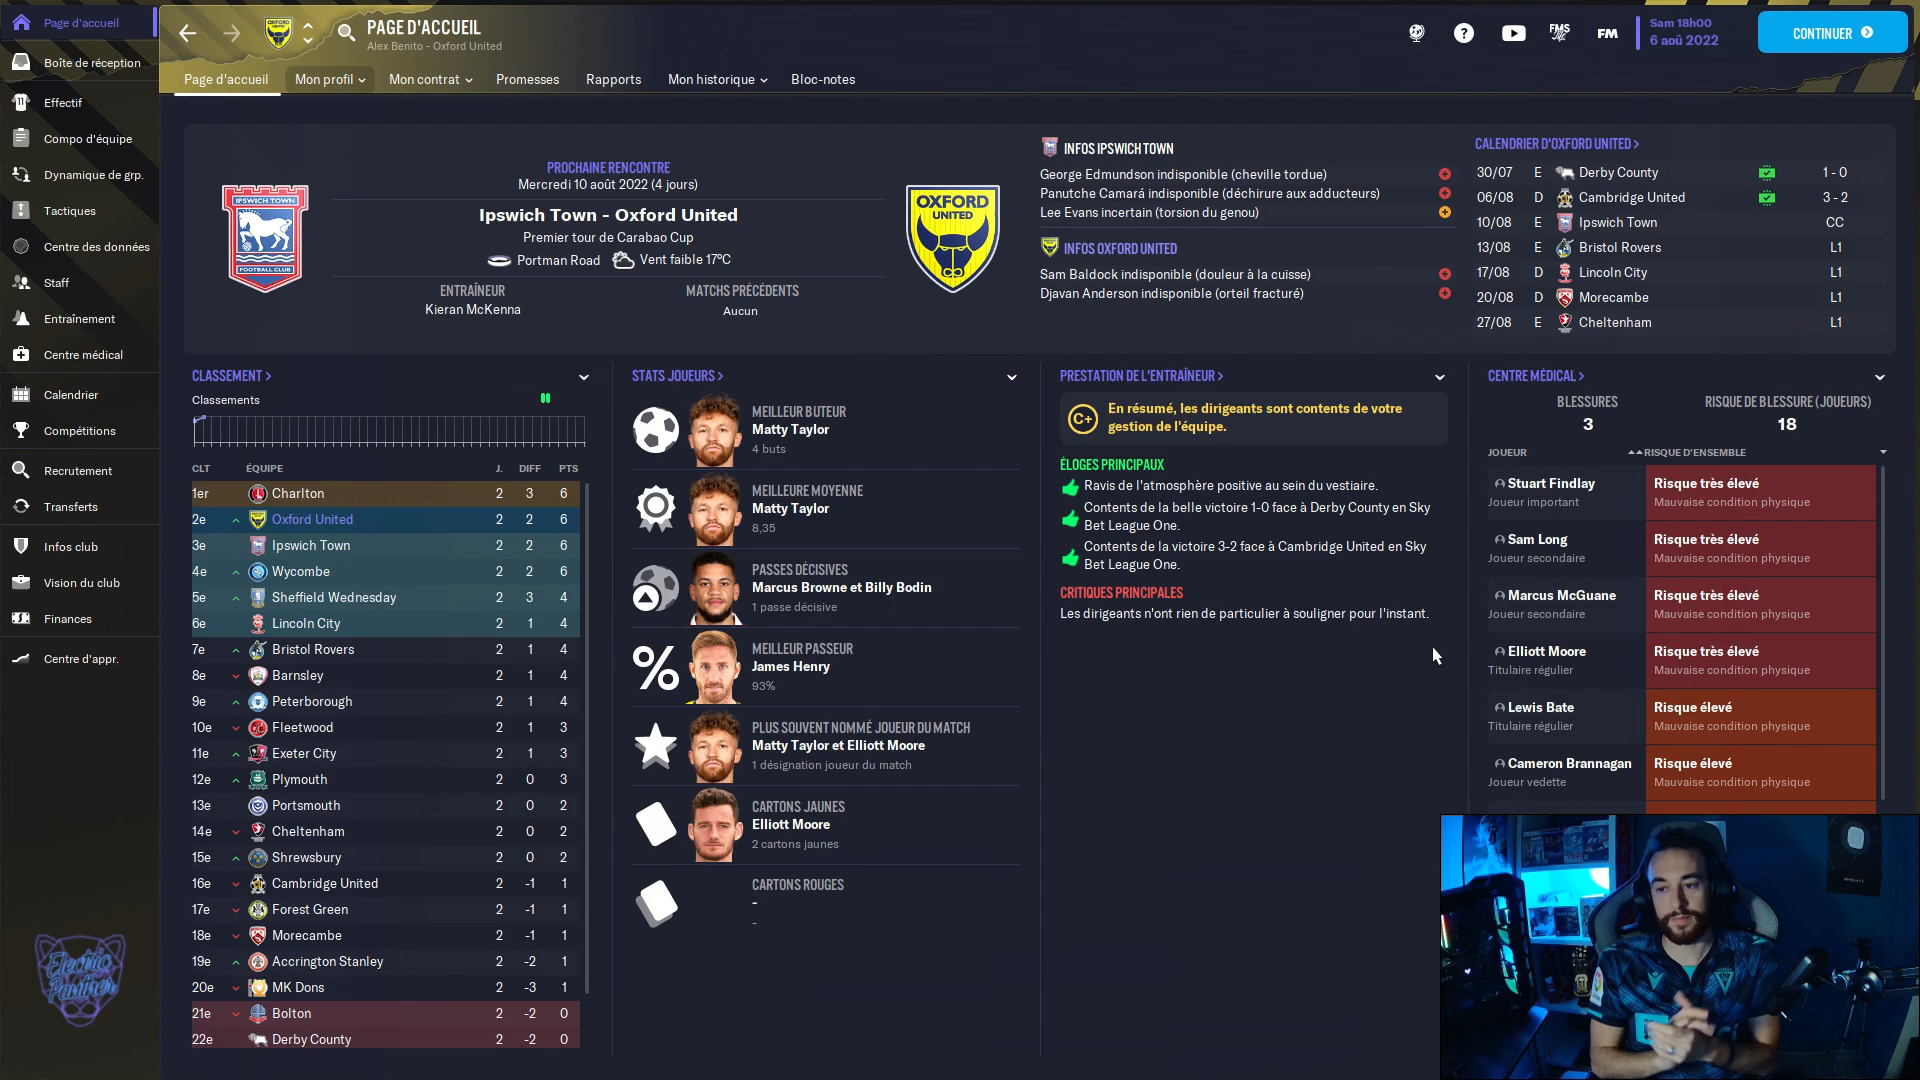 Page d'accueil
Boîte de réception
Effectif
Compo d'équipe
Dynamique de grp.
Tactiques
Centre des données
Staff
Entraînement
Centre médical
Calendrier
Compétitions
Recrutement
Transferts
Infos club
Vision du club
Finances
Centre d'appr.
Electric Panther
PAGE D'ACCUEIL
Alex Benito - Oxford United
FMS
FM
Sam 18h00
6 aoû 2022
CONTINUER
Page d'accueil Mon profil Mon contrat Promesses Rapports Mon historique Bloc-notes
IPSWICH TOWN
FOOTBALL CLUB
PROCHAINE RENCONTRE
Mercredi 10 août 2022 (4 jours)
Ipswich Town - Oxford United
Premier tour de Carabao Cup
Portman Road Vent faible 17ºC
ENTRAÎNEUR
Kieran McKenna
MATCHS PRÉCÉDENTS
Aucun
OXFORD UNITED
INFOS IPSWICH TOWN
George Edmundson indisponible (cheville tordue)
Panutche Camará indisponible (déchirure aux adducteurs)
Lee Evans incertain (torsion du genou)
INFOS OXFORD UNITED
Sam Baldock indisponible (douleur à la cuisse)
Djavan Anderson indisponible (orteil fracturé)
CALENDRIER D'OXFORD UNITED
30/07 E Derby County 1 - 0
06/08 D Cambridge United 3 - 2
10/08 E Ipswich Town CC
13/08 E Bristol Rovers L1
17/08 D Lincoln City L1
20/08 D Morecambe L1
27/08 E Cheltenham L1
CLASSEMENT
Classements
CLT ÉQUIPE J. DIFF PTS
1er Charlton 2 3 6
2e Oxford United 2 2 6
3e Ipswich Town 2 2 6
4e Wycombe 2 2 6
5e Sheffield Wednesday 2 3 4
6e Lincoln City 2 1 4
7e Bristol Rovers 2 1 4
8e Barnsley 2 1 4
9e Peterborough 2 1 4
10e Fleetwood 2 1 3
11e Exeter City 2 1 3
12e Plymouth 2 0 3
13e Portsmouth 2 0 2
14e Cheltenham 2 0 2
15e Shrewsbury 2 0 2
16e Cambridge United 2 -1 1
17e Forest Green 2 -1 1
18e Morecambe 2 -1 1
19e Accrington Stanley 2 -2 1
20e MK Dons 2 -3 1
21e Bolton 2 -2 0
22e Derby County 2 -2 0
STATS JOUEURS
MEILLEUR BUTEUR
Matty Taylor
4 buts
MEILLEURE MOYENNE
Matty Taylor
8,35
PASSES DÉCISIVES
Marcus Browne et Billy Bodin
1 passe décisive
MEILLEUR PASSEUR
James Henry
93%
PLUS SOUVENT NOMMÉ JOUEUR DU MATCH
Matty Taylor et Elliott Moore
1 désignation joueur du match
CARTONS JAUNES
Elliott Moore
2 cartons jaunes
CARTONS ROUGES
-
-
PRESTATION DE L'ENTRAÎNEUR
C+
En résumé, les dirigeants sont contents de votre
gestion de l'équipe.
ÉLOGES PRINCIPAUX
Ravis de l'atmosphère positive au sein du vestiaire.
Contents de la belle victoire 1-0 face à Derby County en Sky
Bet League One.
Contents de la victoire 3-2 face à Cambridge United en Sky
Bet League One.
CRITIQUES PRINCIPALES
Les dirigeants n'ont rien de particulier à souligner pour l'instant.
CENTRE MÉDICAL
BLESSURES
3
RISQUE DE BLESSURE (JOUEURS)
18
JOUEUR RISQUE D'ENSEMBLE
Stuart Findlay Risque très élevé
Joueur important Mauvaise condition physique
Sam Long Risque très élevé
Joueur secondaire Mauvaise condition physique
Marcus McGuane Risque très élevé
Joueur secondaire Mauvaise condition physique
Elliott Moore Risque très élevé
Titulaire régulier Mauvaise condition physique
Lewis Bate Risque élevé
Titulaire régulier Mauvaise condition physique
Cameron Brannagan Risque élevé
Joueur vedette Mauvaise condition physique